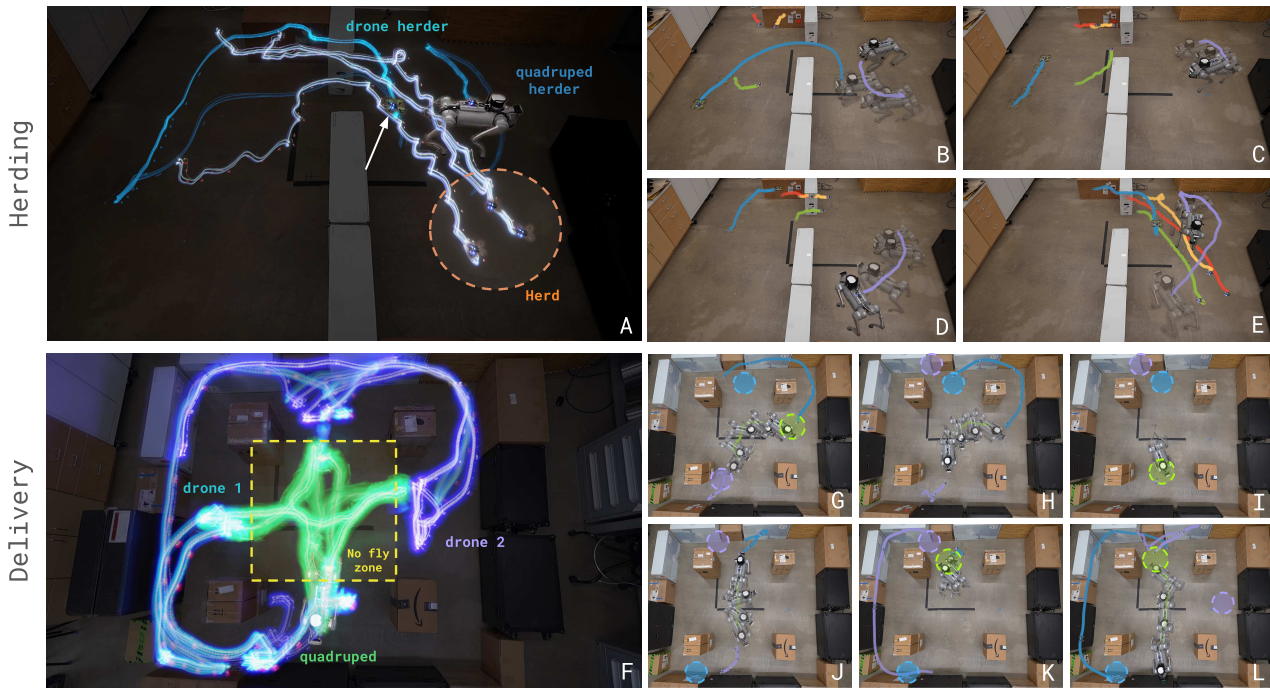 Herding
drone herder
quadruped
herder
Herd
A
B
C
D
E
Delivery
drone 1
No fly
zone
drone 2
quadruped
F
G
H
I
J
K
L